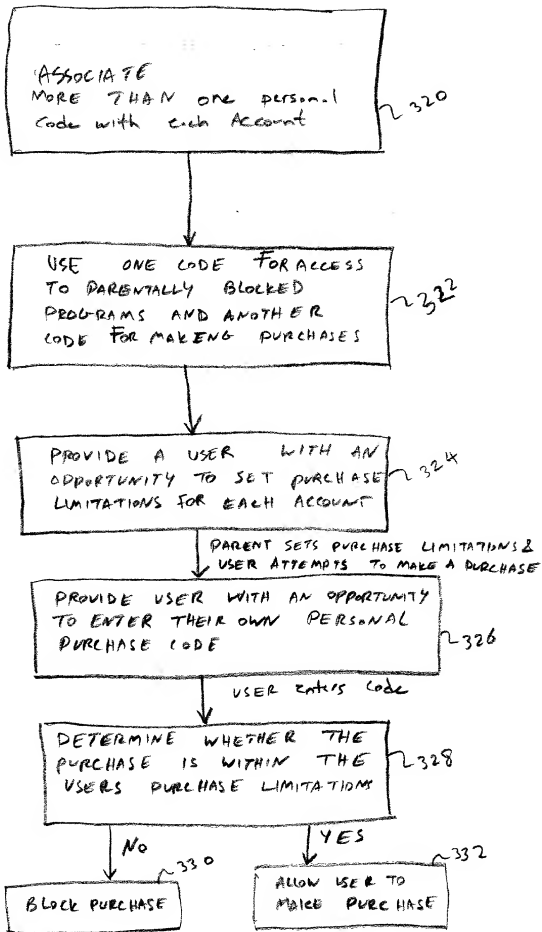 ASSOCIATE
MORE THAN one personal
Code with each Account
320
USE ONE CODE FOR ACCESS
TO PARENTALLY BLOCKED
PROGRAMS AND ANOTHER
CODE FOR MAKING PURCHASES
322
PROVIDE A USER WITH AN
OPPORTUNITY TO SET PURCHASE
LIMITATIONS FOR EACH ACCOUNT
324
PARENT SETS PURCHASE LIMITATIONS &
USER ATTEMPTS TO MAKE A PURCHASE
PROVIDE USER WITH AN OPPORTUNITY
TO ENTER THEIR OWN PERSONAL
PURCHASE CODE
326
USER Enters Code
DETERMINE WHETHER THE
PURCHASE IS WITHIN THE
USERS PURCHASE LIMITATIONS
328
NO
YES
330
332
BLOCK PURCHASE
ALLOW USER TO
MAKE PURCHASE